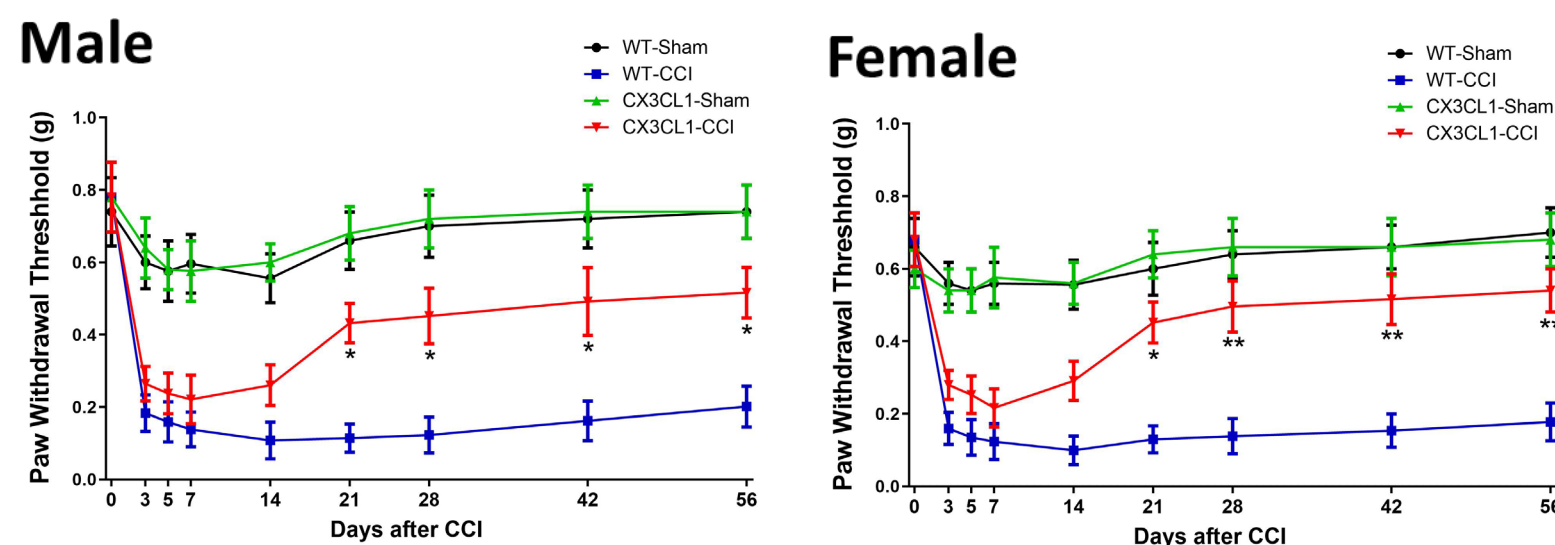 Male
WT-Sham
WT-CCI
CX3CL1-Sham
CX3CL1-CCI
Paw Withdrawal Threshhold (g)
1.0
0.8
0.6
0.4
0.2
0.0
* * * *
0 3 5 7 14 21 28 42 56
Days after CCI
Female
WT-Sham
WT-CCI
CX3CL1-Sham
CX3CL1-CCI
Paw Withdrawal Threshhold (g)
1.0
0.8
0.6
0.4
0.2
0.0
* ** ** **
0 3 5 7 14 21 28 42 56
Days after CCI